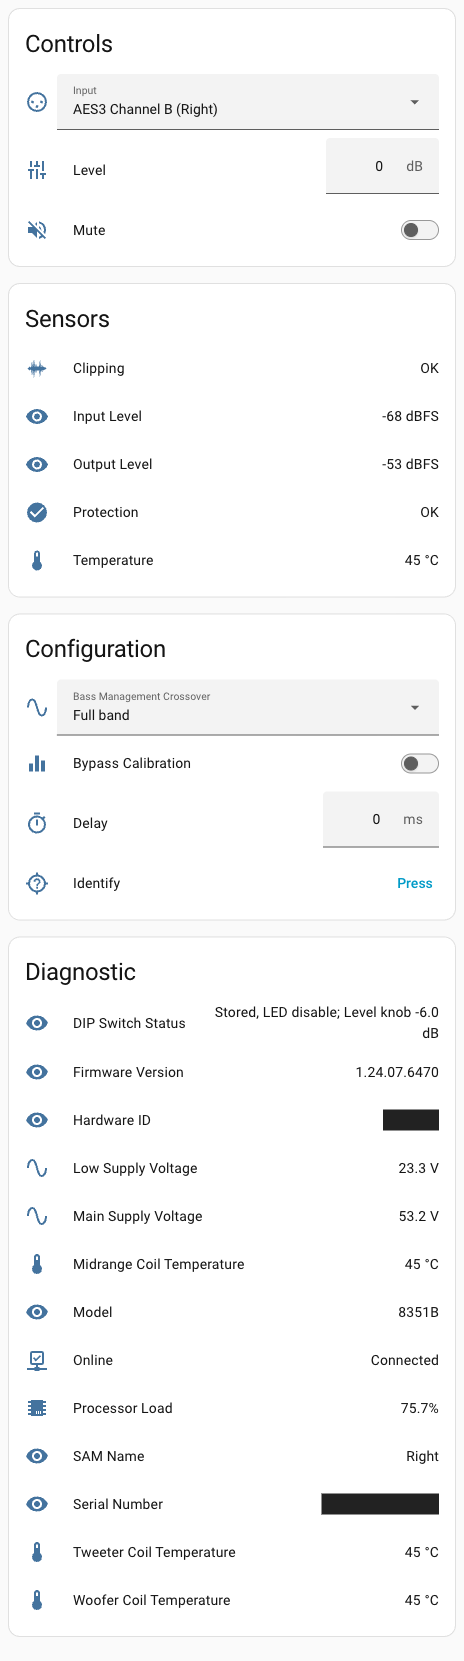 Controls
Input
AES3 Channel B (Right)
Level 0 dB
Mute
Sensors
Clipping OK
Input Level -68 dBFS
Output Level -53 dBFS
Protection OK
Temperature 45 °C
Configuration
Bass Management Crossover
Full band
Bypass Calibration
Delay 0 ms
Identify Press
Diagnostic
DIP Switch Status Stored, LED disable; Level knob -6.0
dB
Firmware Version 1.24.07.6470
Hardware ID
Low Supply Voltage 23.3 V
Main Supply Voltage 53.2 V
Midrange Coil Temperature 45 °C
Model 8351B
Online Connected
Processor Load 75.7%
SAM Name Right
Serial Number
Tweeter Coil Temperature 45 °C
Woofer Coil Temperature 45 °C